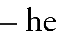 – he